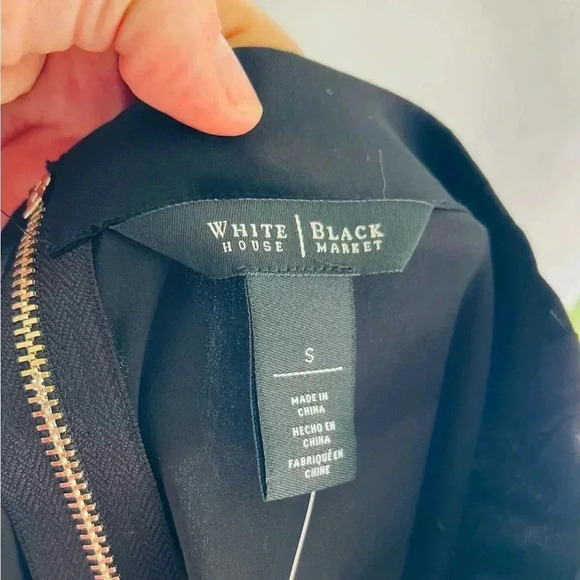 WHITE | BLACK
HOUSE | MARKET
S
MADE IN
CHINA
HECHO EN
CHINA
FABRIQUÉ EN
CHINE